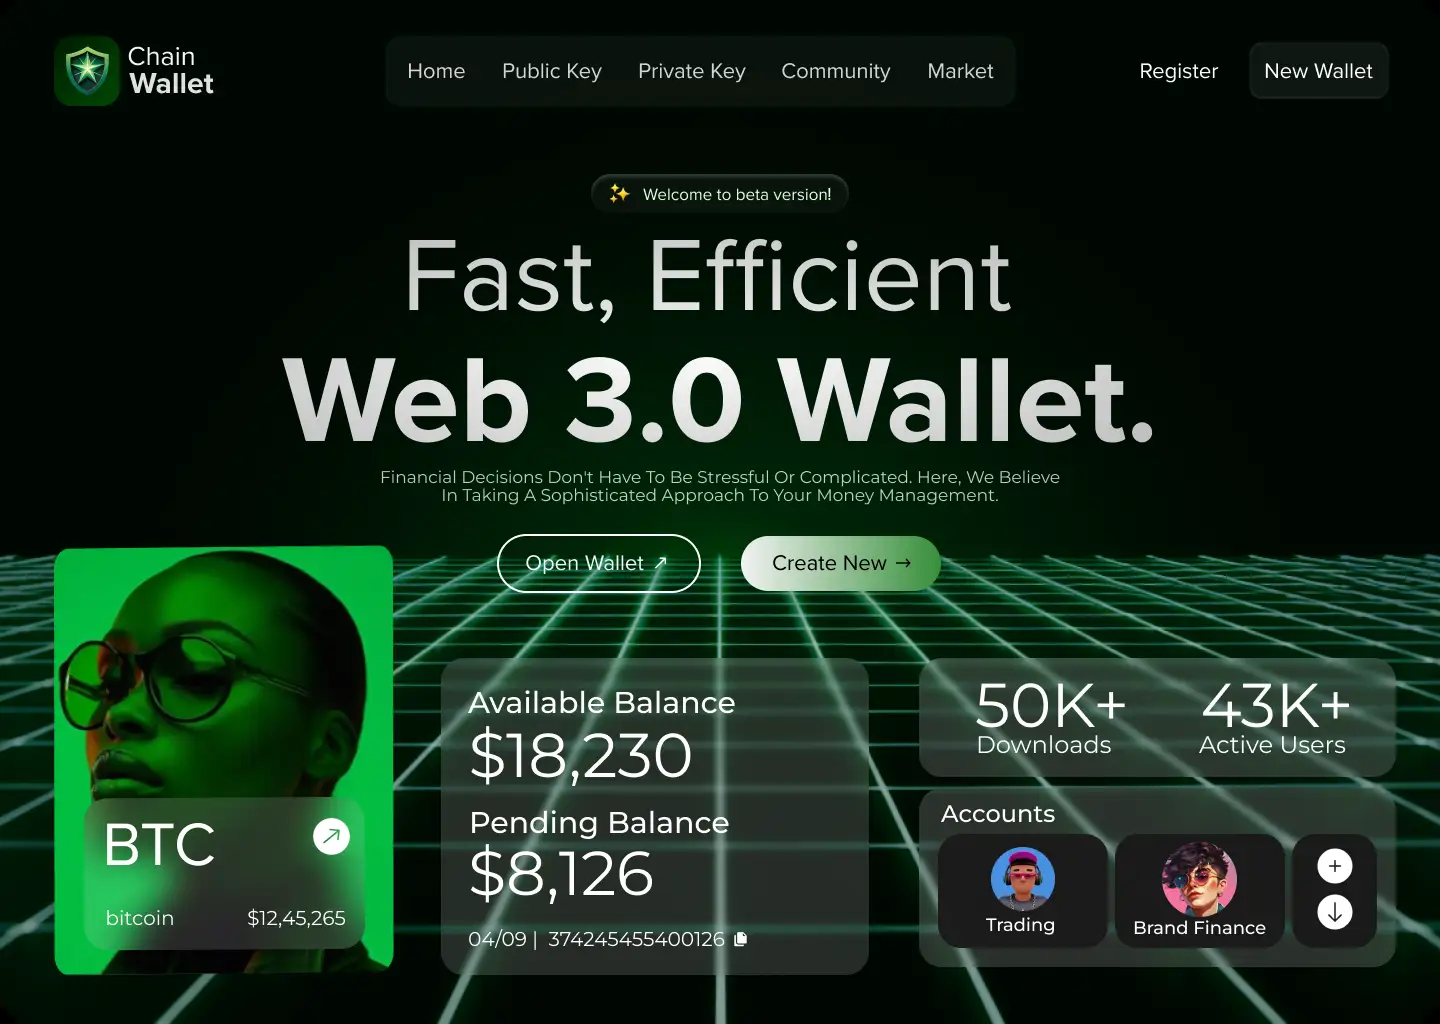 Chain
Wallet
Home Public Key Private Key Community Market
Register
New Wallet
Welcome to beta version!
Fast, Efficient
Web 3.0 Wallet.
Financial Decisions Don't Have To Be Stressful Or Complicated. Here, We Believe
In Taking A Sophisticated Approach To Your Money Management.
Open Wallet ↗
Create New →
BTC
bitcoin $12,45,265
Available Balance
$18,230
Pending Balance
$8,126
04/09 | 374245455400126
50K+ 43K+
Downloads Active Users
Accounts
Trading
Brand Finance